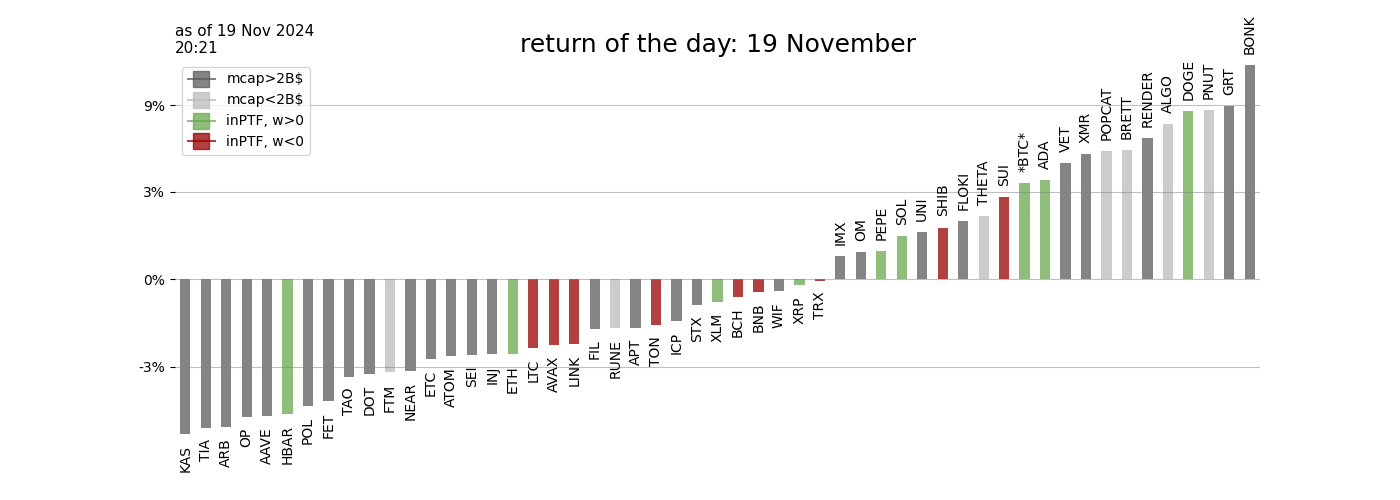 as of 19 Nov 2024
20:21
return of the day: 19 November
mcap>2B$
mcap<2B$
inPTF, w>0
inPTF, w<0
9%
3%
0%
-3%
KAS
TIA
ARB
OP
AAVE
HBAR
POL
FET
TAO
DOT
FTM
NEAR
ETC
ATOM
SEI
INJ
ETH
LTC
AVAX
LINK
FIL
RUNE
APT
TON
ICP
STX
XLM
BCH
BNB
WIF
XRP
TRX
IMX
OM
PEPE
SOL
UNI
SHIB
FLOKI
THETA
SUI
*BTC*
ADA
VET
XMR
POPCAT
BRETT
RENDER
ALGO
DOGE
PNUT
GRT
BONK